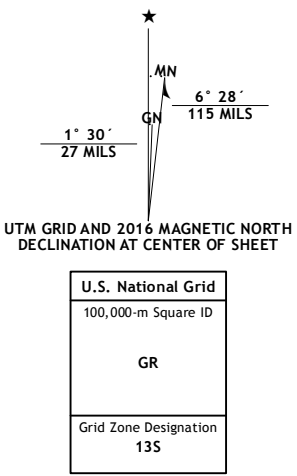 ★
MN
GN
6° 28´
115 MILS
1° 30´
27 MILS
UTM GRID AND 2016 MAGNETIC NORTH
DECLINATION AT CENTER OF SHEET
U.S. National Grid
100,000-m Square ID
GR
Grid Zone Designation
13S